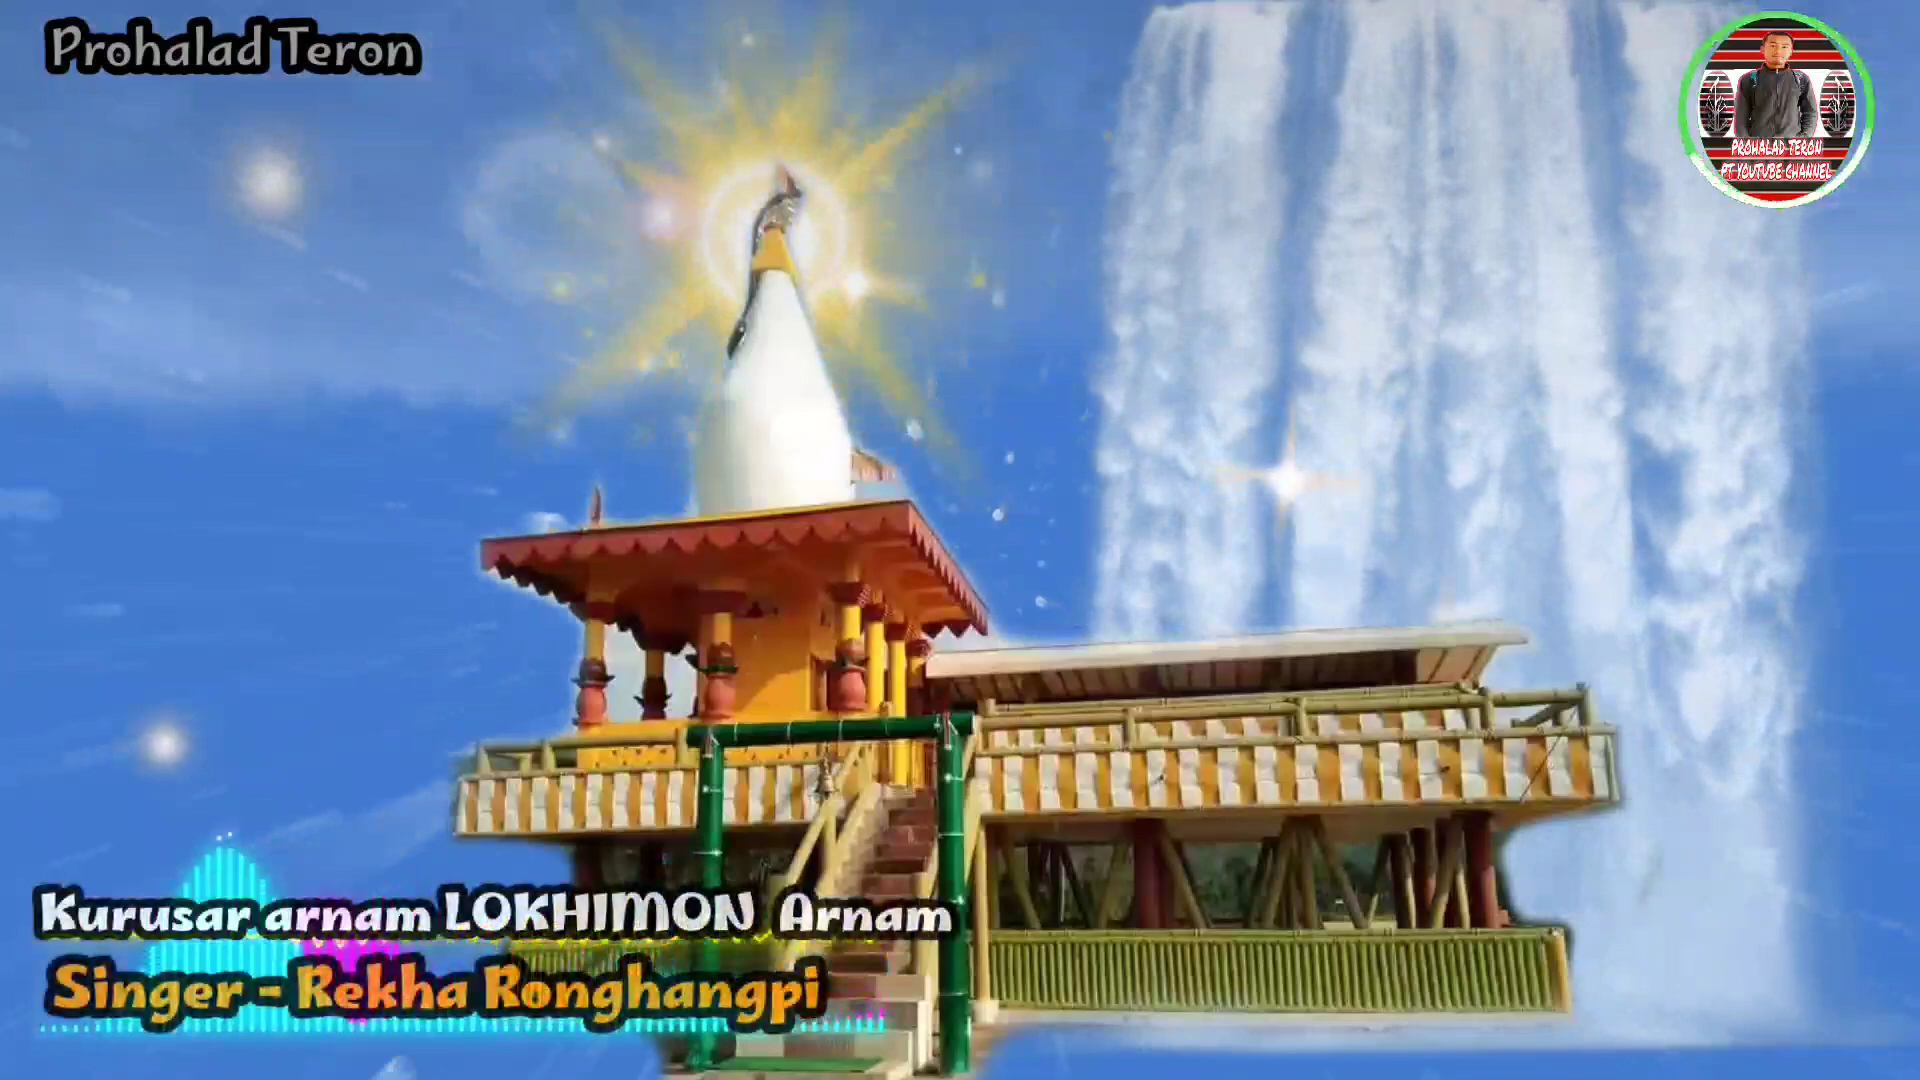 Prohalad Teron
PROHALAD TERON
PT YOUTUBE CHANNEL
Kurusar arnam LOKHIMON Arnam
Singer - Rekha Ronghangpi